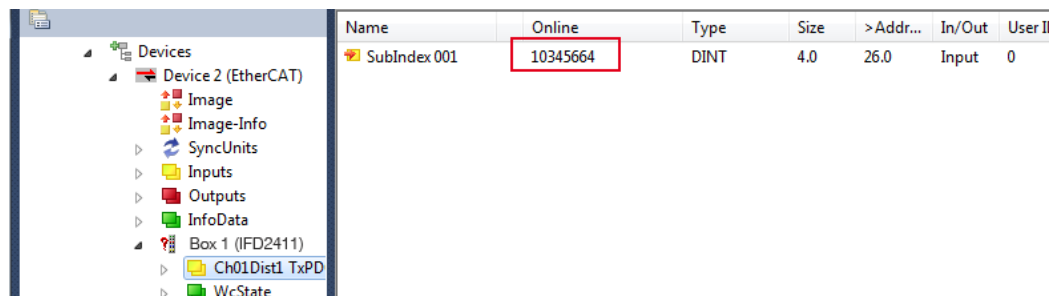 Name Online Type Size >Addr... In/Out User I
SubIndex 001 10345664 DINT 4.0 26.0 Input 0
Devices
Device 2 (EtherCAT)
Image
Image-Info
SyncUnits
Inputs
Outputs
InfoData
Box 1 (IFD2411)
Ch01Dist1 TxPD
WcState